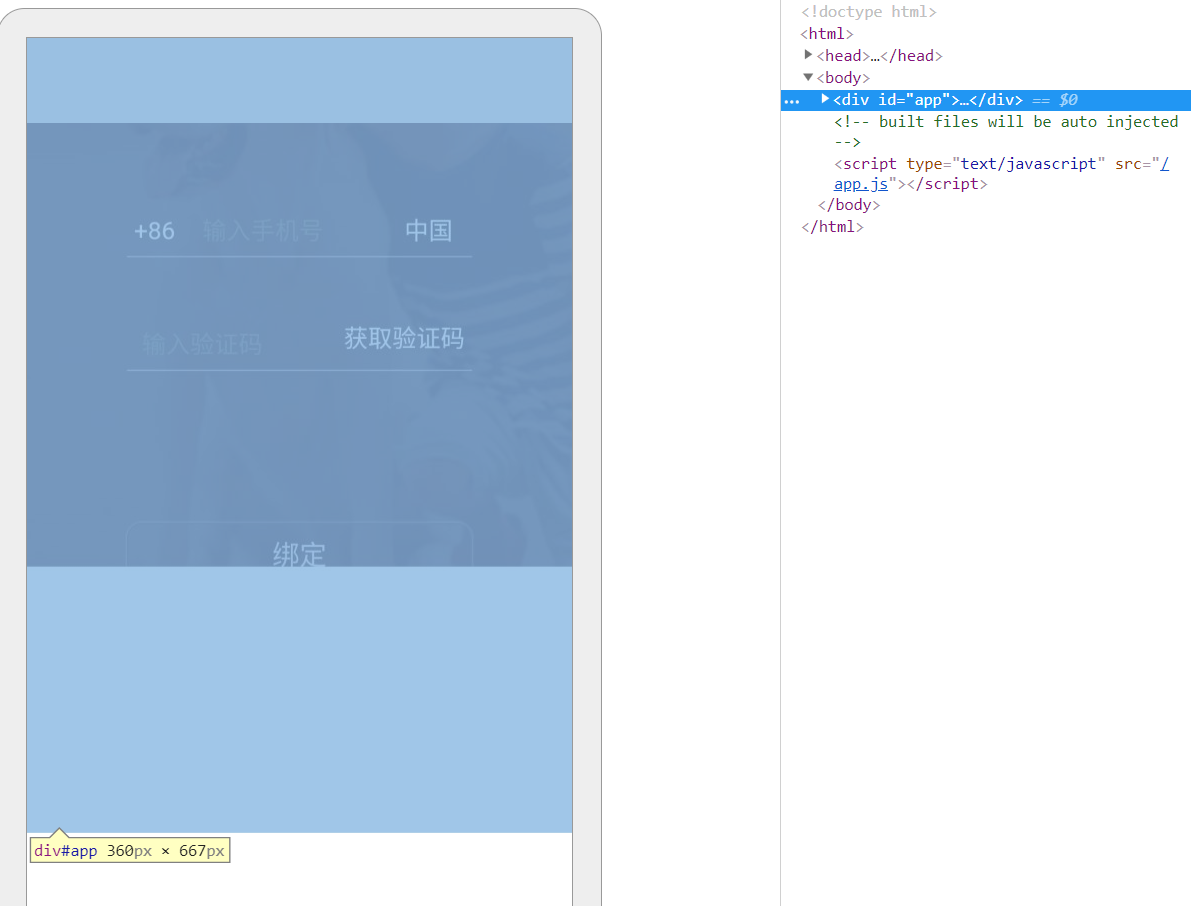 +86 输入手机号 中国
输入验证码 获取验证码
绑定
div#app 360px × 667px
<!doctype html>
<html>
<head>…</head>
<body>
... <div id="app">…</div> == $0
<!-- built files will be auto injected
-->
<script type="text/javascript" src="/
app.js"></script>
</body>
</html>